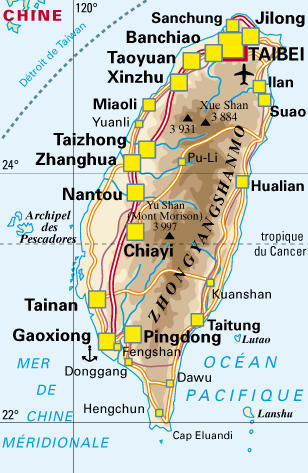 CHINE
120°
Sanchung
Jilong
Banchiao
Détroit de Taiwan
Taoyuan
TAIBEI
Xinzhu
Ilan
Miaoli
Xue Shan
3 884
Suao
Yunlani
3 931
Taizhong
Zhanghua
Pu-Li
24°
Nantou
Hualian
Archipel
des
Pescadores
Yu Shan
(Mont Morison)
3 997
ZHONGYANGSHANMO
tropique
du Cancer
Chiayi
Kuanshan
Tainan
Taitung
Gaoxiong
Pingdong
Lutao
Fengshan
MER
DE
CHINE
MÉRIDIONALE
OCÉAN
PACIFIQUE
Donggang
Dawu
Hengchun
Lanshu
22°
Cap Eluandi